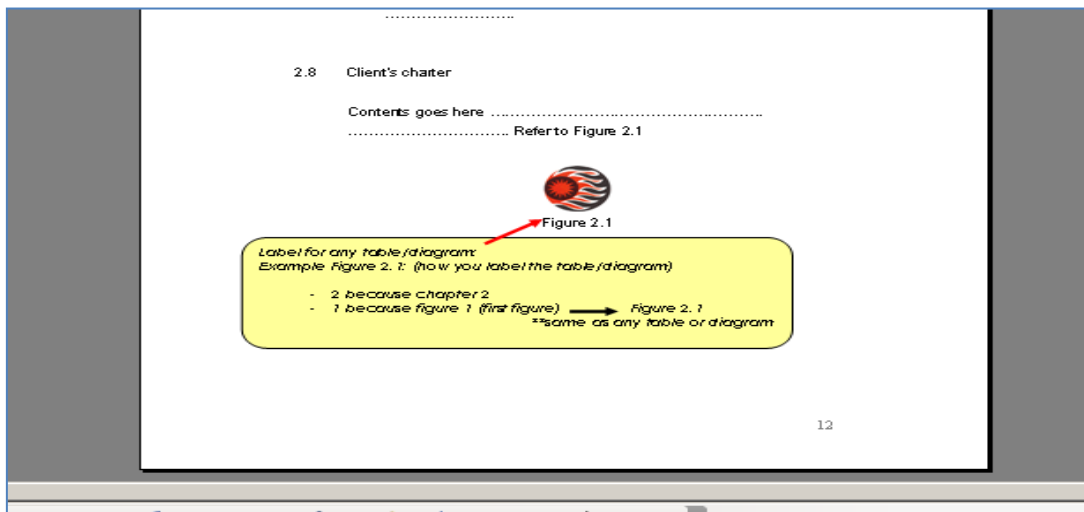 ............................
2.8 Client's charter
Contents goes here ......................................................
................................ Refer to Figure 2.1
Figure 2.1
Label for any table/diagram:
Example Figure 2.1: (how you label the table/diagram)
- 2 because chapter 2
- 1 because figure 1 (first figure) Figure 2.1
**same as any table or diagram
12